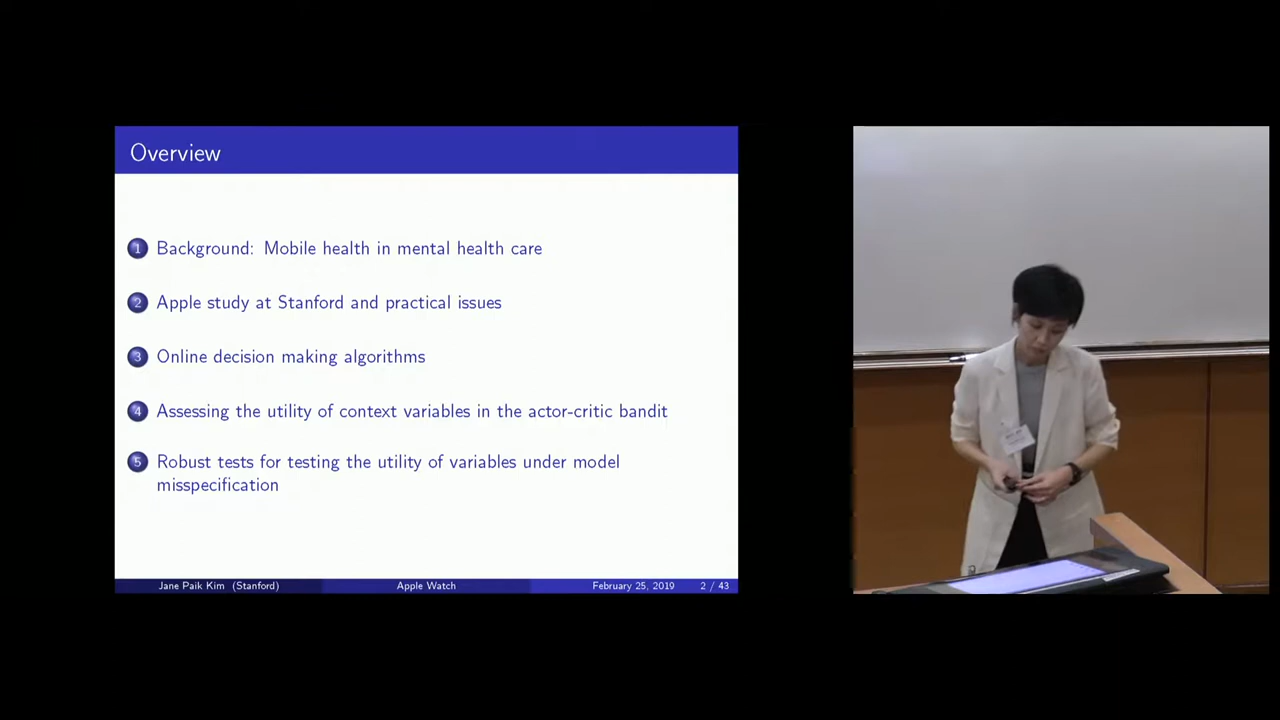 Overview
1 Background: Mobile health in mental health care
2 Apple study at Stanford and practical issues
3 Online decision making algorithms
4 Assessing the utility of context variables in the actor-critic bandit
5 Robust tests for testing the utility of variables under model
misspecification
Jane Paik Kim (Stanford) Apple Watch February 25, 2019 2 / 43